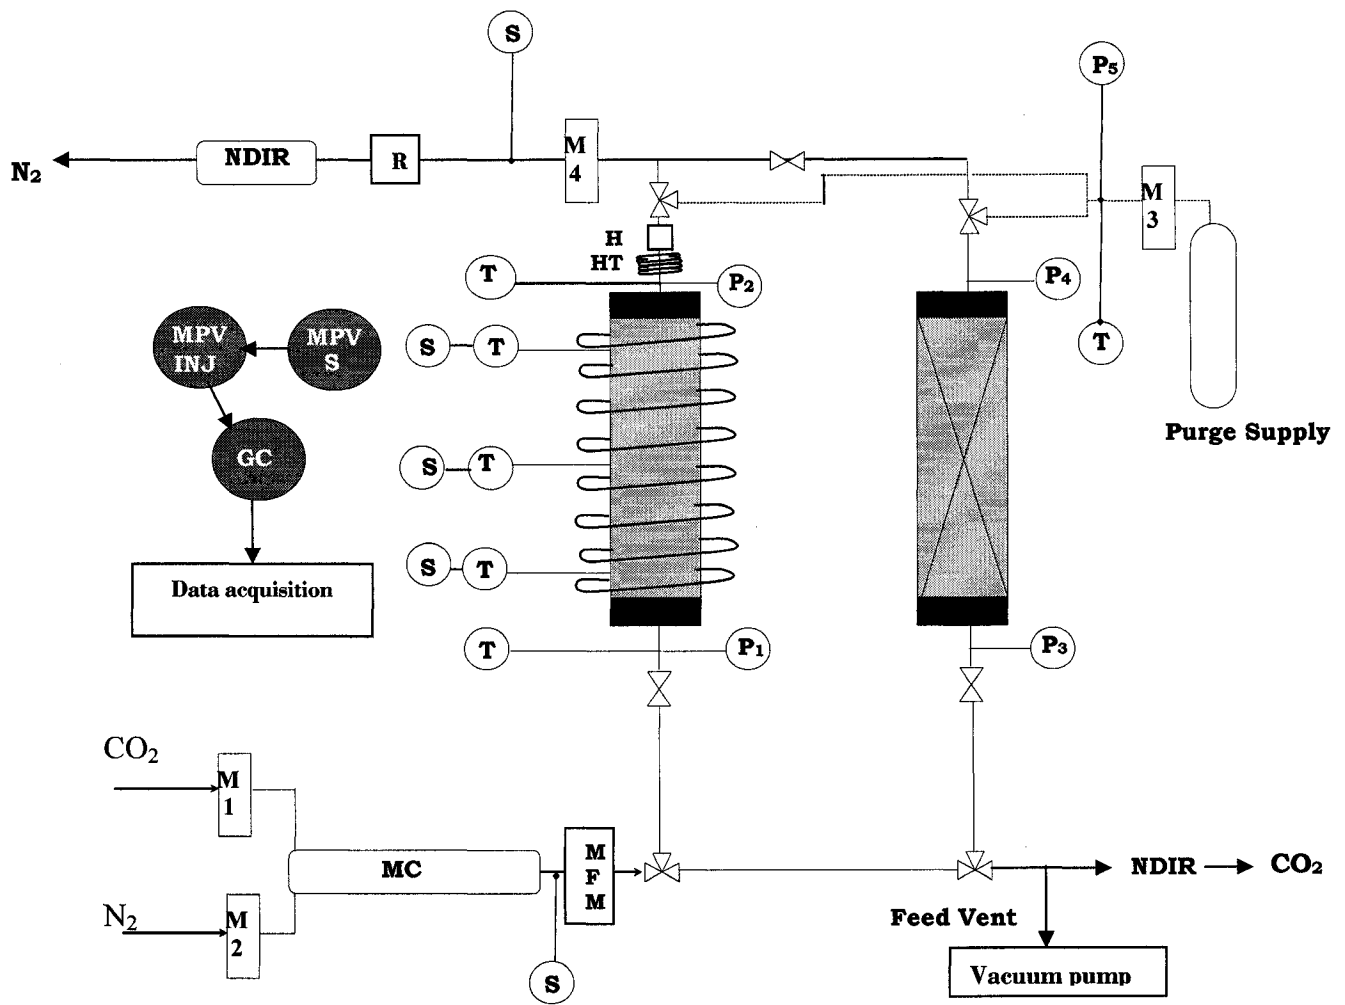 S
P5
N2
NDIR
R
M
4
M
3
H
HT
T
P2
P4
T
MPV
INJ
MPV
S
S
T
GC
S
T
Purge Supply
S
T
Data acquisition
T
P1
P3
CO2
M
1
MC
M
F
M
NDIR
CO2
N2
M
2
Feed Vent
S
Vacuum pump